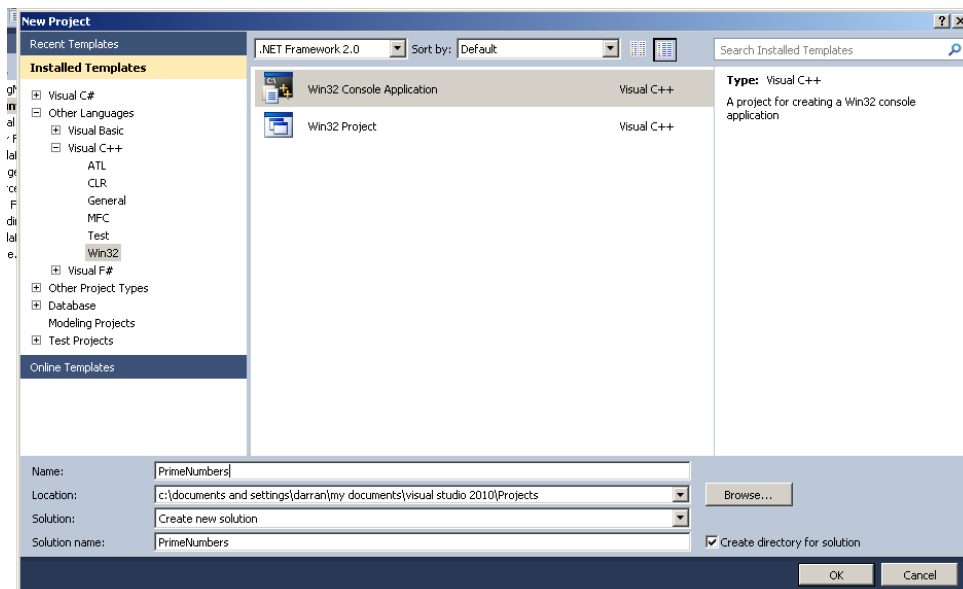 New Project
Recent Templates
.NET Framework 2.0
Sort by: Default
Search Installed Templates
Installed Templates
Visual C#
Other Languages
Visual Basic
Visual C++
ATL
CLR
General
MFC
Test
Win32
Visual F#
Other Project Types
Database
Modeling Projects
Test Projects
Online Templates
Win32 Console Application Visual C++
Win32 Project Visual C++
Type: Visual C++
A project for creating a Win32 console
application
Name: PrimeNumbers
Location: c:\documents and settings\darran\my documents\visual studio 2010\Projects
Browse...
Solution: Create new solution
Solution name: PrimeNumbers
Create directory for solution
OK
Cancel